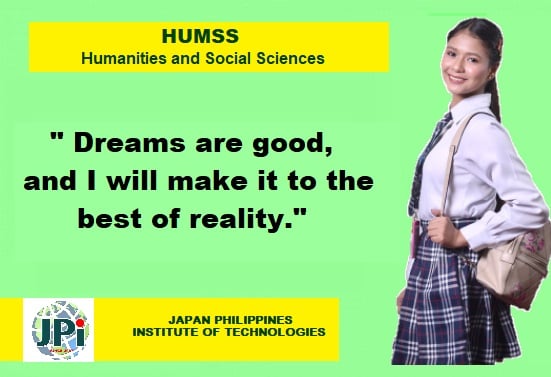 HUMSS
Humanities and Social Sciences
" Dreams are good,
and I will make it to the
best of reality."
JPi
JAPAN PHILIPPINES
INSTITUTE OF TECHNOLOGIES